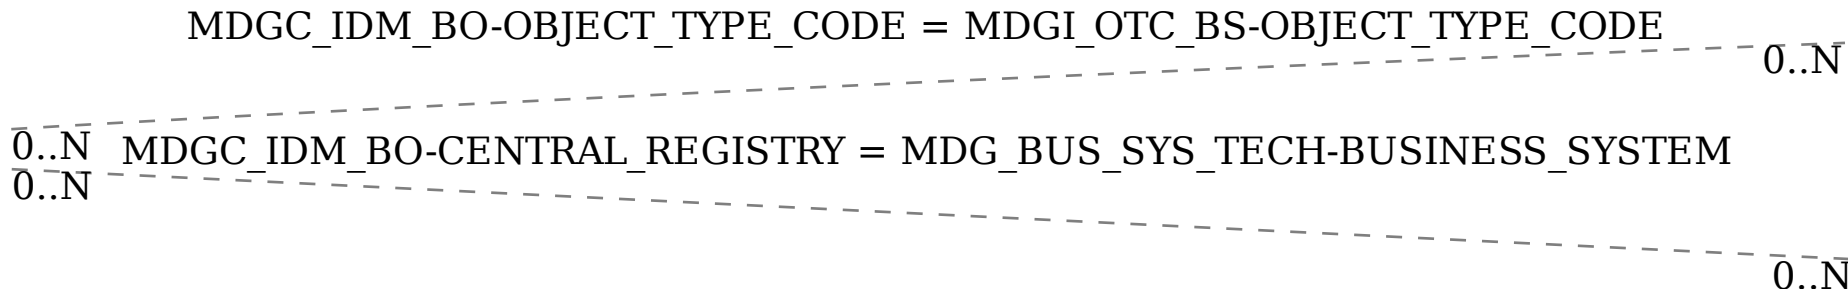 MDGC_IDM_BO-OBJECT_TYPE_CODE = MDGI_OTC_BS-OBJECT_TYPE_CODE
0..N
0..N MDGC_IDM_BO-CENTRAL_REGISTRY = MDG_BUS_SYS_TECH-BUSINESS_SYSTEM
0..N
0..N